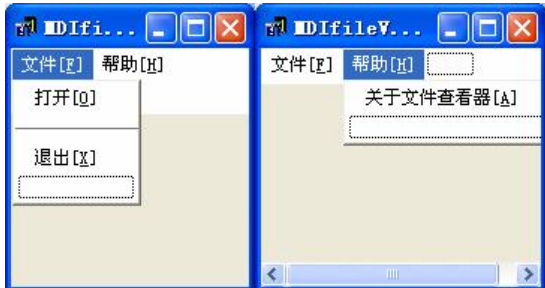 MDIfi...
文件[F] 帮助[H]
打开[O]
退出[X]
MDIfileV...
文件[F] 帮助[H]
关于文件查看器[A]